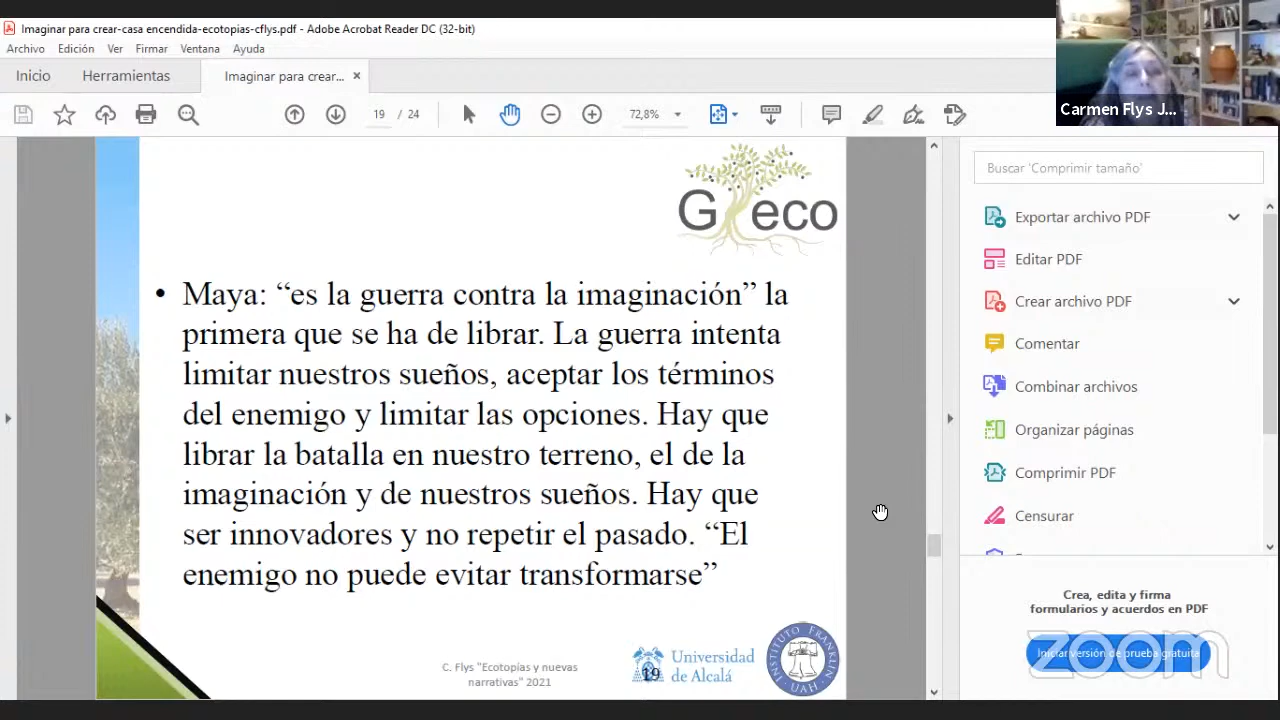 Imaginar para crear-casa encendida-ecotopias-cflys.pdf - Adobe Acrobat Reader DC (32-bit)
Archivo Edición Ver Firmar Ventana Ayuda
Inicio Herramientas Imaginar para crear... ×
19 / 24 72,8%
Carmen Flys J...
Buscar 'Comprimir tamaño'
Exportar archivo PDF
Editar PDF
Crear archivo PDF
Comentar
Combinar archivos
Organizar páginas
Comprimir PDF
Censurar
Crea, edita y firma
formularios y acuerdos en PDF
Iniciar versión de prueba gratuita
zoom
G eco
• Maya: “es la guerra contra la imaginación” la
primera que se ha de librar. La guerra intenta
limitar nuestros sueños, aceptar los términos
del enemigo y limitar las opciones. Hay que
librar la batalla en nuestro terreno, el de la
imaginación y de nuestros sueños. Hay que
ser innovadores y no repetir el pasado. “El
enemigo no puede evitar transformarse”
C. Flys "Ecotopías y nuevas
narrativas" 2021
Universidad
de Alcalá
19
INSTITUTO FRANKLIN
UAH